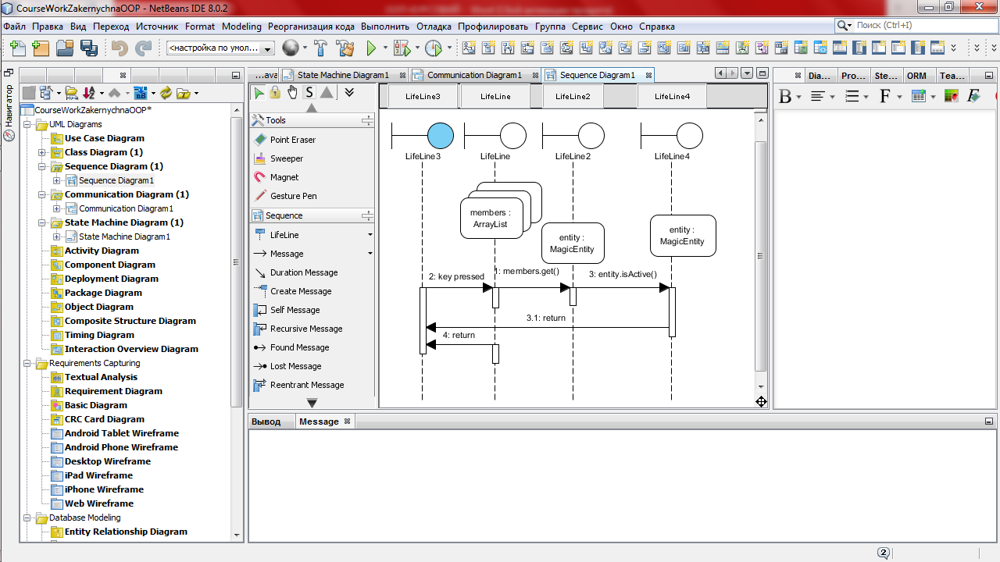 CourseWorkZakernychnaOOP - NetBeans IDE 8.0.2
Файл Правка Вид Переход Источник Format Modeling Реорганизация кода Выполнить Отладка Профилировать Группа Сервис Окно Справка
Поиск (Ctrl+I)
<настройка по умол...
Навигатор
...ava State Machine Diagram1 Communication Diagram1 Sequence Diagram1
Dia... Pro... Ste... ORM Tea...
CourseWorkZakernychnaOOP*
UML Diagrams
Use Case Diagram
Class Diagram (1)
Sequence Diagram (1)
Sequence Diagram1
Communication Diagram (1)
Communication Diagram1
State Machine Diagram (1)
State Machine Diagram1
Activity Diagram
Component Diagram
Deployment Diagram
Package Diagram
Object Diagram
Composite Structure Diagram
Timing Diagram
Interaction Overview Diagram
Requirements Capturing
Textual Analysis
Requirement Diagram
Basic Diagram
CRC Card Diagram
Android Tablet Wireframe
Android Phone Wireframe
Desktop Wireframe
iPad Wireframe
iPhone Wireframe
Web Wireframe
Database Modeling
Entity Relationship Diagram
S
Tools
Point Eraser
Sweeper
Magnet
Gesture Pen
Sequence
LifeLine
Message
Duration Message
Create Message
Self Message
Recursive Message
Found Message
Lost Message
Reentrant Message
LifeLine3 LifeLine LifeLine2 LifeLine4
LifeLine3 LifeLine LifeLine2 LifeLine4
members :
ArrayList
entity :
MagicEntity
entity :
MagicEntity
2: key pressed
1: members.get()
3: entity.isActive()
3.1: return
4: return
B F F
Вывод Message
2